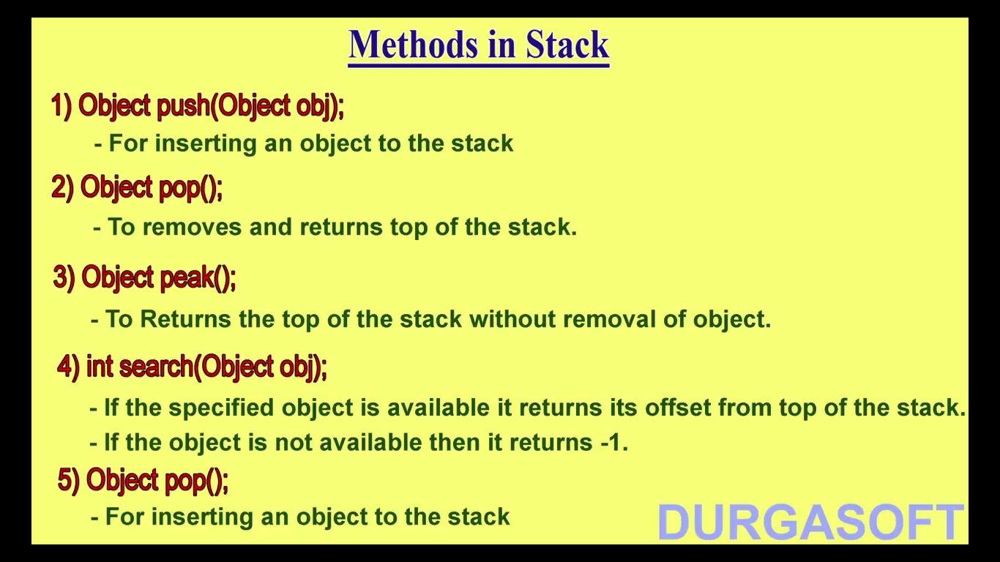 Methods in Stack
1) Object push(Object obj);
- For inserting an object to the stack
2) Object pop();
- To removes and returns top of the stack.
3) Object peak();
- To Returns the top of the stack without removal of object.
4) int search(Object obj);
- If the specified object is available it returns its offset from top of the stack.
- If the object is not available then it returns -1.
5) Object pop();
- For inserting an object to the stack
DURGASOFT